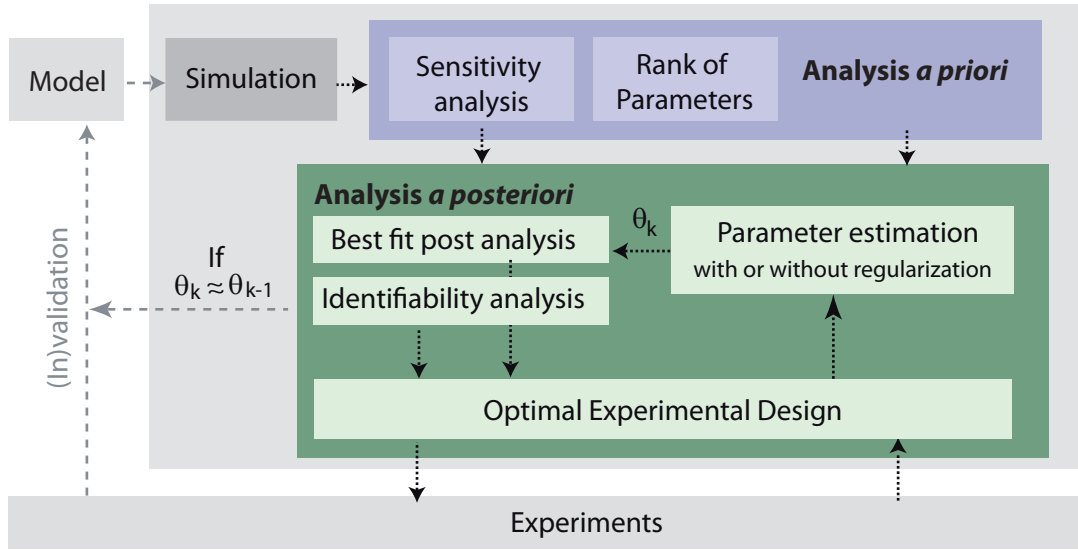 Model
Simulation
Sensitivity
analysis
Rank of
Parameters
Analysis a priori
Analysis a posteriori
Best fit post analysis
Identifiability analysis
θk
Parameter estimation
with or without regularization
If
θk ≈ θk-1
(In)validation
Optimal Experimental Design
Experiments